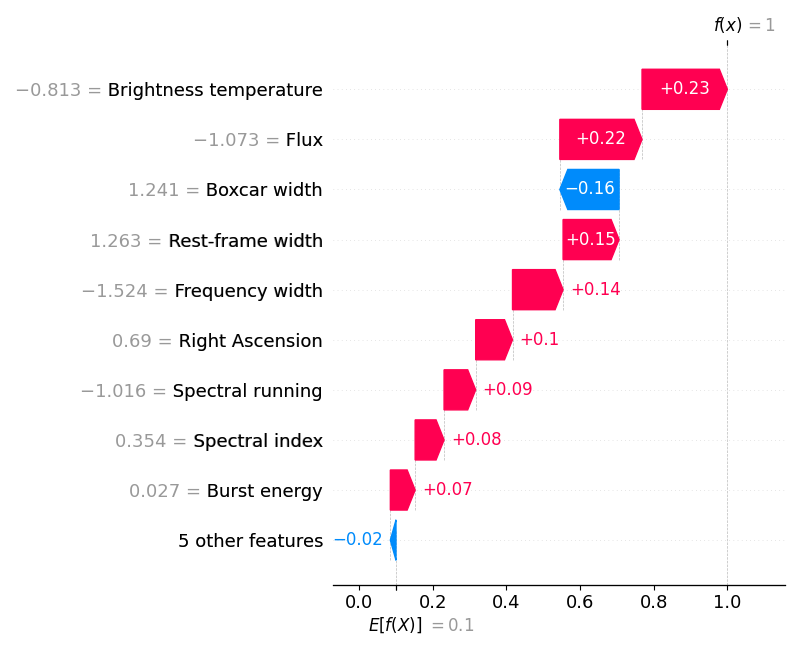 f(x) = 1
−0.813 = Brightness temperature
+0.23
−1.073 = Flux
+0.22
1.241 = Boxcar width
−0.16
1.263 = Rest-frame width
+0.15
−1.524 = Frequency width
+0.14
0.69 = Right Ascension
+0.1
−1.016 = Spectral running
+0.09
0.354 = Spectral index
+0.08
0.027 = Burst energy
+0.07
5 other features
−0.02
0.0 0.2 0.4 0.6 0.8 1.0
E[f(X)] = 0.1